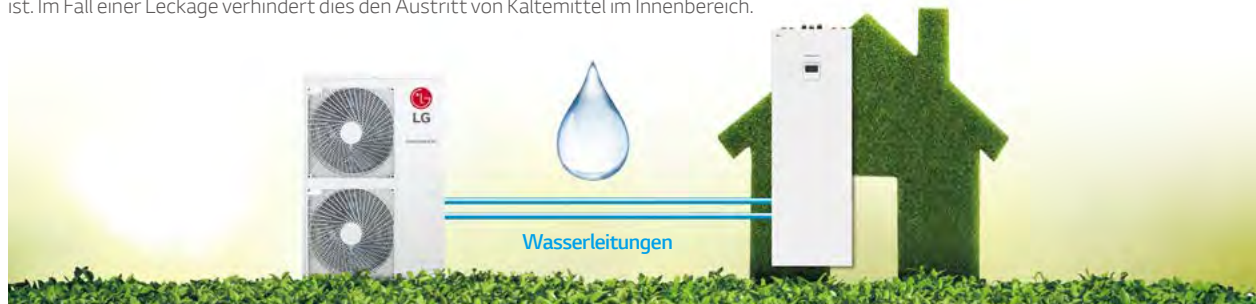 ist. Im Fall einer Leckage verhindert dies den Austritt von Kältemittel im Innenbereich.
LG
Wasserleitungen